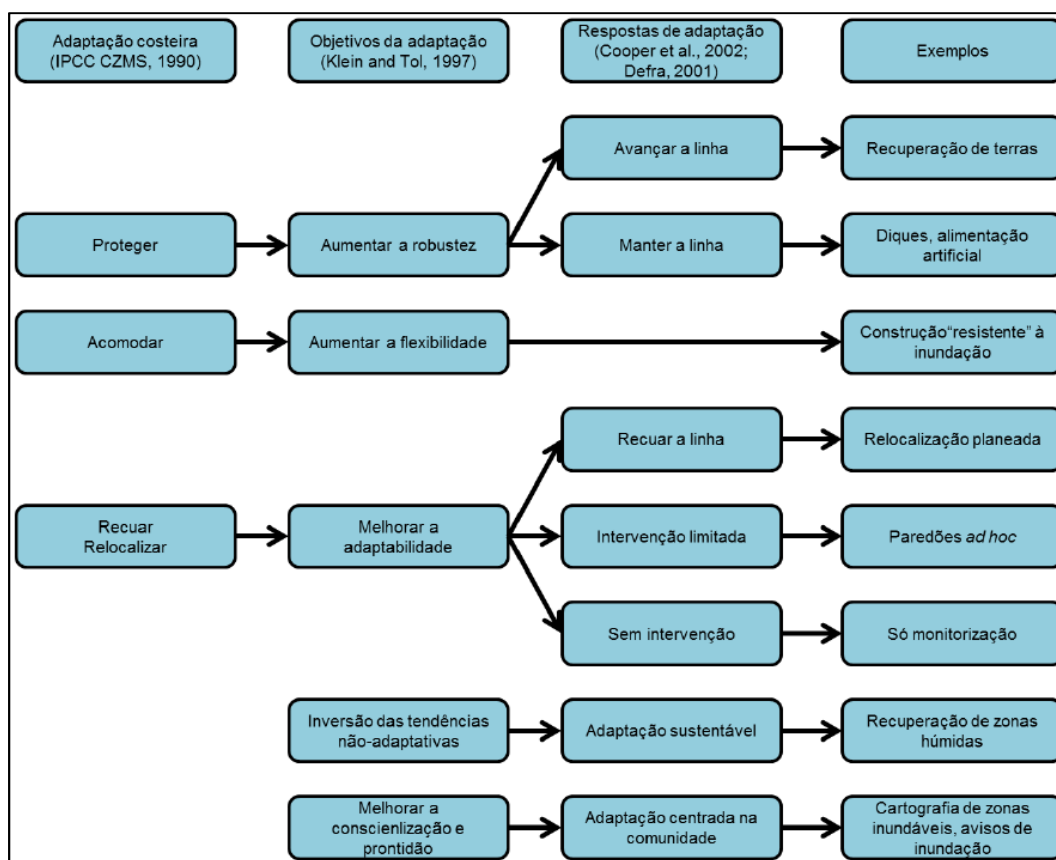 Adaptação costeira
(IPCC CZMS, 1990)
Objetivos da adaptação
(Klein and Tol, 1997)
Respostas de adaptação
(Cooper et al., 2002;
Defra, 2001)
Exemplos
Avançar a linha
Recuperação de terras
Proteger
Aumentar a robustez
Manter a linha
Diques, alimentação
artificial
Acomodar
Aumentar a flexibilidade
Construção“resistente” à
inundação
Recuar a linha
Relocalização planeada
Recuar
Relocalizar
Melhorar a
adaptabilidade
Intervenção limitada
Paredões ad hoc
Sem intervenção
Só monitorização
Inversão das tendências
não-adaptativas
Adaptação sustentável
Recuperação de zonas
húmidas
Melhorar a
conscienlização e
prontidão
Adaptação centrada na
comunidade
Cartografia de zonas
inundáveis, avisos de
inundação